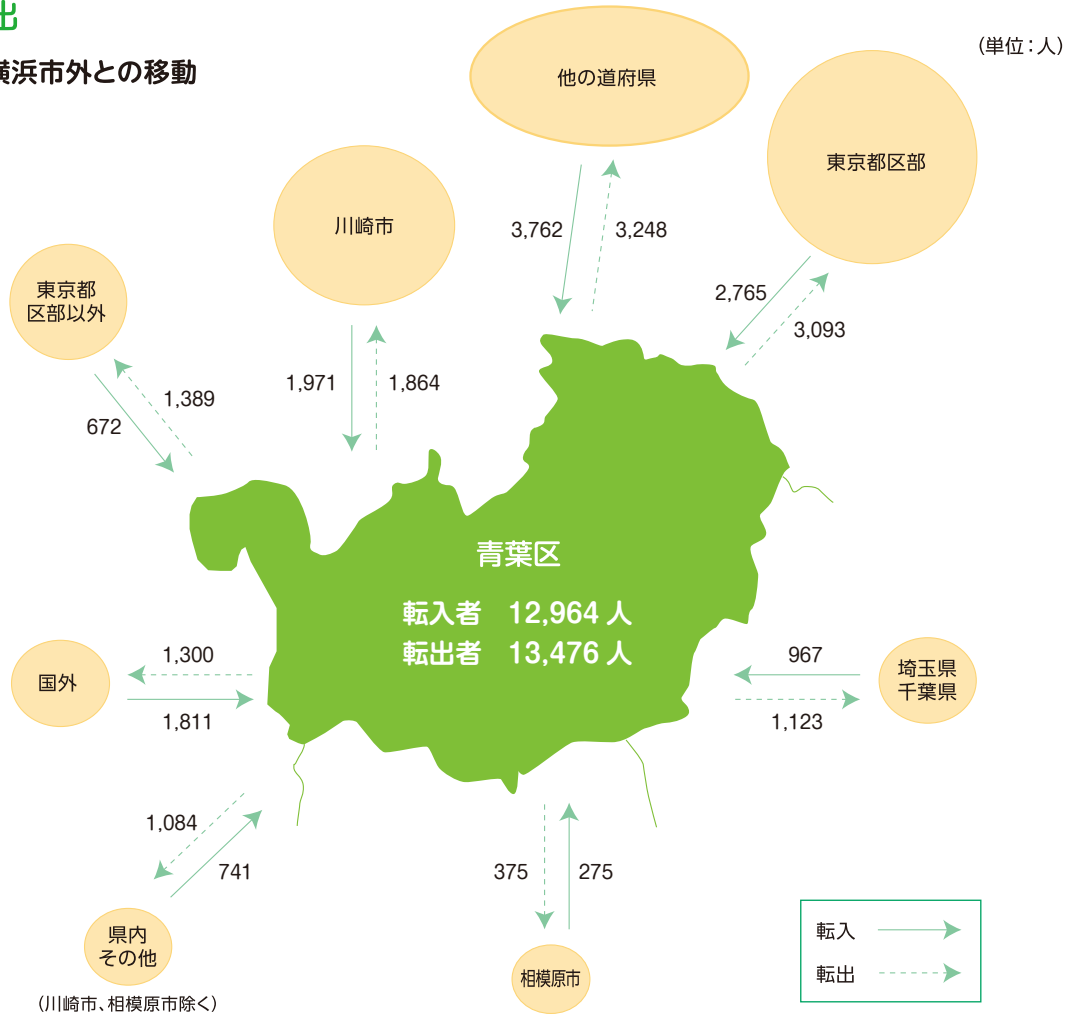 出
横浜市外との移動
(単位：人)
他の道府県
東京都区部
川崎市
東京都
区部以外
3,762
3,248
2,765
3,093
1,971
1,864
1,389
672
青葉区
転入者 12,964 人
転出者 13,476 人
国外
1,300
1,811
967
1,123
埼玉県
千葉県
1,084
741
375
275
県内
その他
(川崎市、相模原市除く)
相模原市
転入
転出